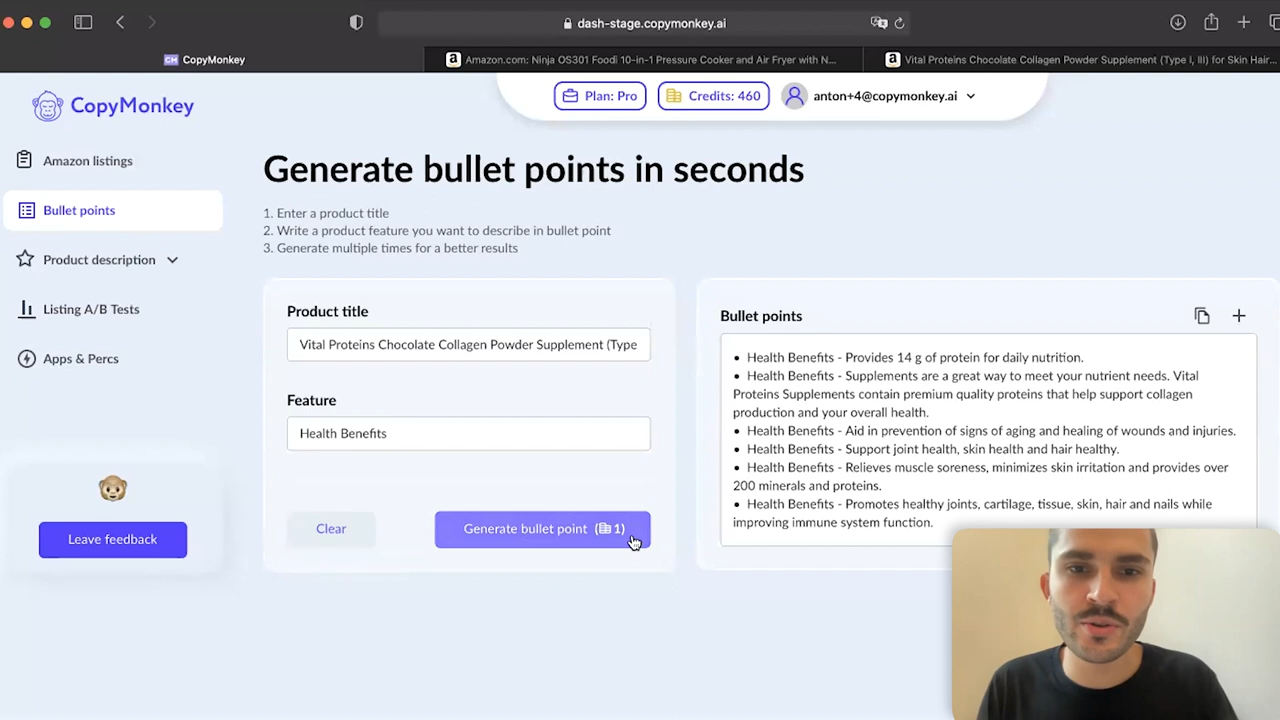 dash-stage.copymonkey.ai
CH CopyMonkey
a Amazon.com: Ninja OS301 Foodi 10-in-1 Pressure Cooker and Air Fryer with N...
a Vital Proteins Chocolate Collagen Powder Supplement (Type I, III) for Skin Hair...
CopyMonkey
Plan: Pro
Credits: 460
anton+4@copymonkey.ai
Amazon listings
Bullet points
Product description
Listing A/B Tests
Apps & Percs
Leave feedback
Generate bullet points in seconds
1. Enter a product title
2. Write a product feature you want to describe in bullet point
3. Generate multiple times for a better results
Product title
Vital Proteins Chocolate Collagen Powder Supplement (Type
Feature
Health Benefits
Clear
Generate bullet point (1)
Bullet points
• Health Benefits - Provides 14 g of protein for daily nutrition.
• Health Benefits - Supplements are a great way to meet your nutrient needs. Vital
Proteins Supplements contain premium quality proteins that help support collagen
production and your overall health.
• Health Benefits - Aid in prevention of signs of aging and healing of wounds and injuries.
• Health Benefits - Support joint health, skin health and hair healthy.
• Health Benefits - Relieves muscle soreness, minimizes skin irritation and provides over
200 minerals and proteins.
• Health Benefits - Promotes healthy joints, cartilage, tissue, skin, hair and nails while
improving immune system function.